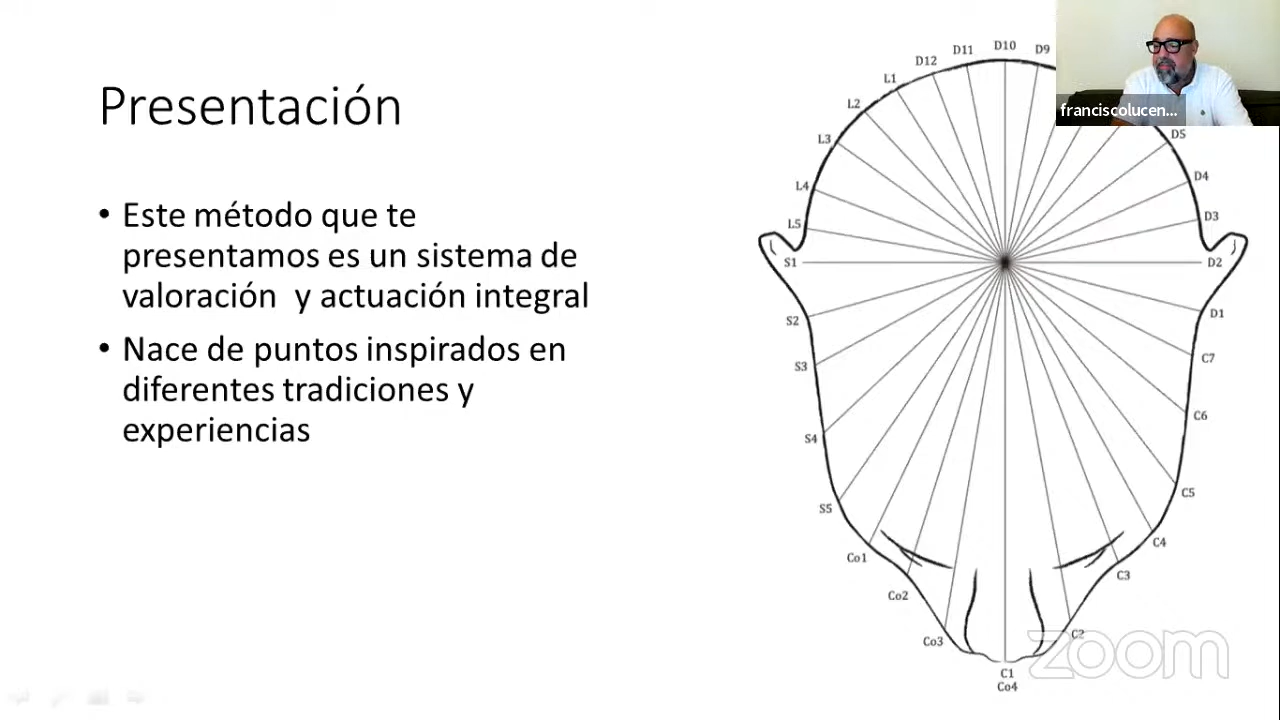 Presentación
• Este método que te
presentamos es un sistema de
valoración y actuación integral
• Nace de puntos inspirados en
diferentes tradiciones y
experiencias
D10
D11
D9
D12
L1
L2
L3
L4
L5
S1
S2
S3
S4
S5
Co1
Co2
Co3
C1
Co4
C2
C3
C4
C5
C6
C7
D1
D2
D3
D4
D5
franciscolucen...
zoom